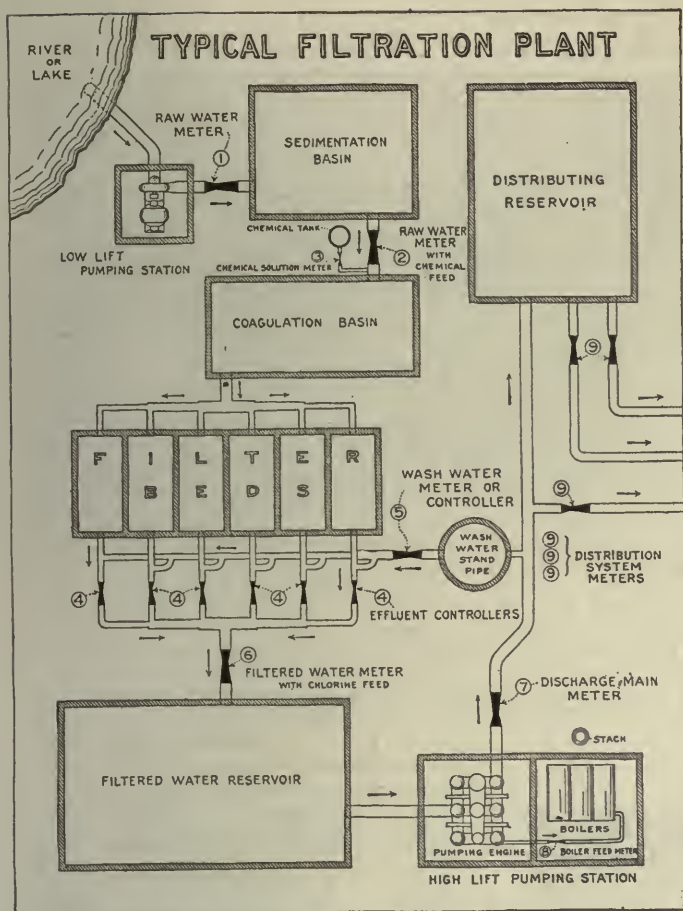 TYPICAL FILTRATION PLANT
RIVER
OR
LAKE
RAW WATER
METER
①
LOW LIFT
PUMPING STATION
SEDIMENTATION
BASIN
DISTRIBUTING
RESERVOIR
CHEMICAL TANK
③
CHEMICAL SOLUTION METER
②
RAW WATER
METER
WITH
CHEMICAL
FEED
COAGULATION BASIN
⑨
FILTER
BEDS
WASH WATER
METER OR
CONTROLLER
⑤
WASH
WATER
STAND
PIPE
⑨
⑨
⑨
⑨
DISTRIBUTION
SYSTEM
METERS
④
④
④
④
EFFLUENT CONTROLLERS
⑥
FILTERED WATER METER
WITH CHLORINE FEED
⑦
DISCHARGE MAIN
METER
STACK
FILTERED WATER RESERVOIR
BOILERS
PUMPING ENGINE
⑧
BOILER FEED METER
HIGH LIFT PUMPING STATION